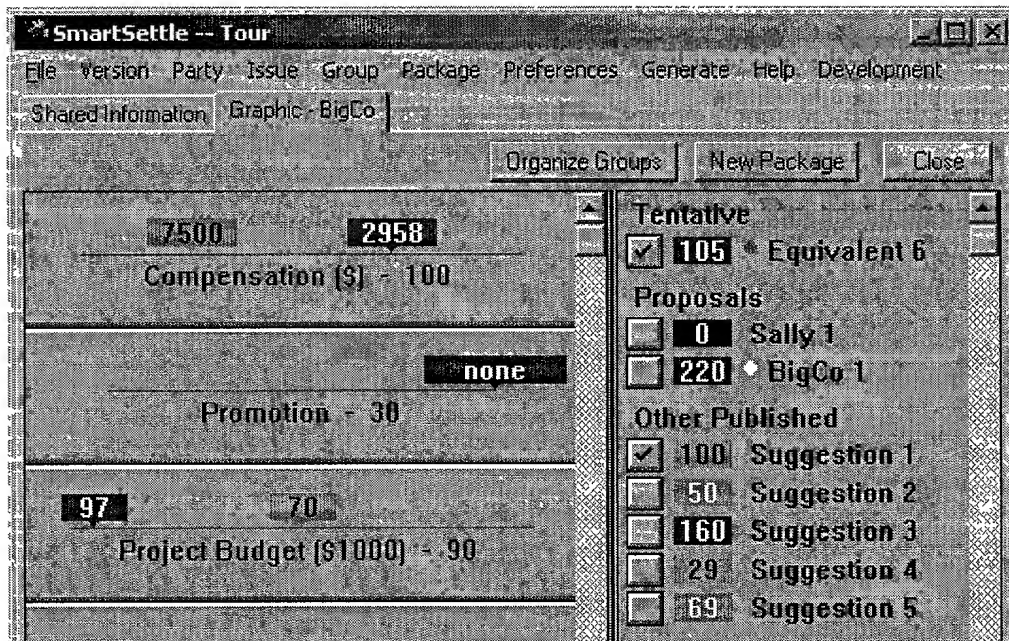 SmartSettle -- Tour
File Version Party Issue Group Package Preferences Generate Help Development
Shared Information Graphic - BigCo
Organize Groups New Package Close
7500 2958
Compensation ($) - 100
none
Promotion - 30
97 70
Project Budget ($1000) - 90
Tentative
105 Equivalent 6
Proposals
0 Sally 1
220 BigCo 1
Other Published
100 Suggestion 1
50 Suggestion 2
160 Suggestion 3
29 Suggestion 4
69 Suggestion 5